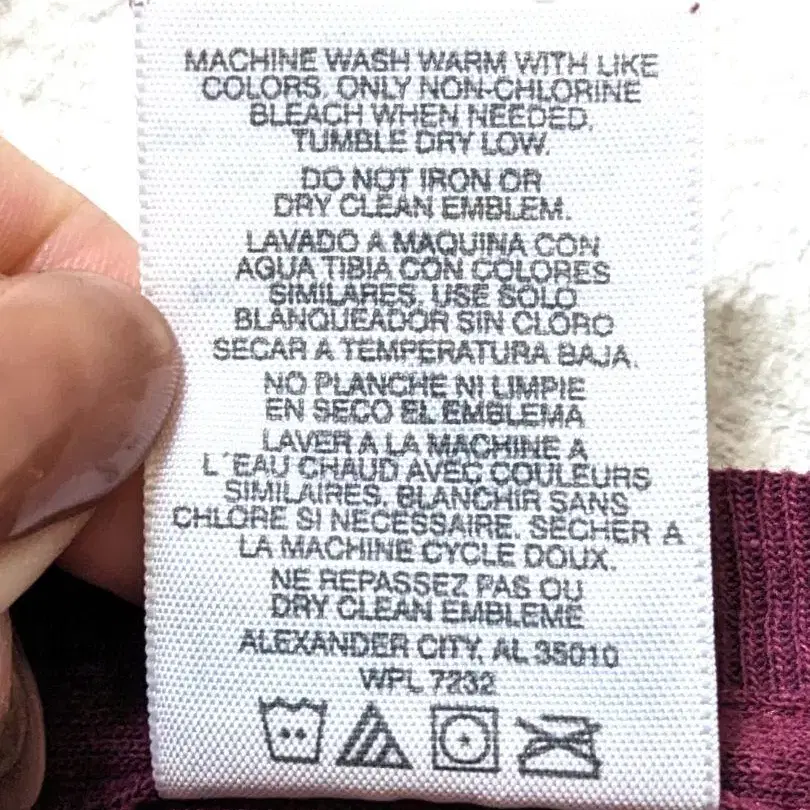 MACHINE WASH WARM WITH LIKE
COLORS. ONLY NON-CHLORINE
BLEACH WHEN NEEDED.
TUMBLE DRY LOW.
DO NOT IRON OR
DRY CLEAN EMBLEM.
LAVADO A MAQUINA CON
AGUA TIBIA CON COLORES
SIMILARES. USE SOLO
BLANQUEADOR SIN CLORO
SECAR A TEMPERATURA BAJA.
NO PLANCHE NI LIMPIE
EN SECO EL EMBLEMA
LAVER A LA MACHINE A
L´EAU CHAUD AVEC COULEURS
SIMILAIRES. BLANCHIR SANS
CHLORE SI NECESSAIRE. SECHER A
LA MACHINE CYCLE DOUX.
NE REPASSEZ PAS OU
DRY CLEAN EMBLEME
ALEXANDER CITY, AL 35010
WPL 7232